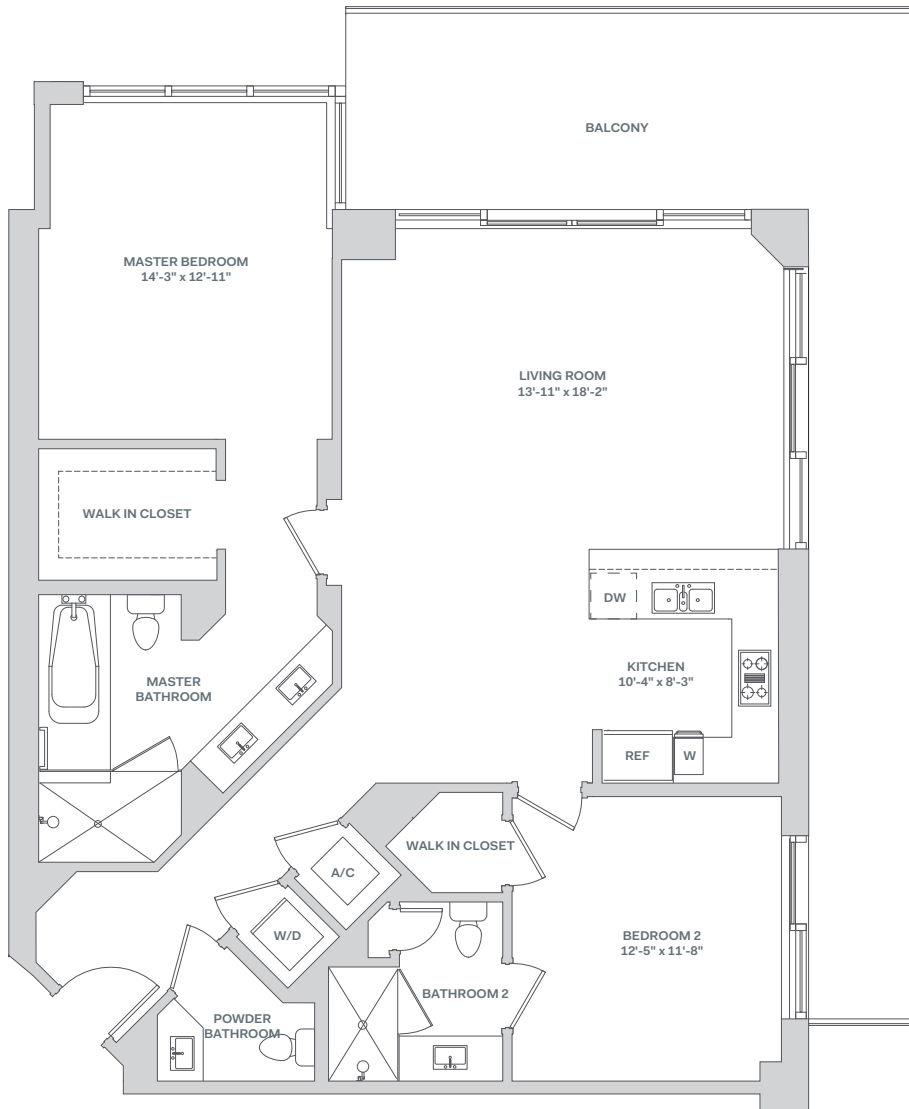 BALCONY
MASTER BEDROOM
14'-3" x 12'-11"
LIVING ROOM
13'-11" x 18'-2"
WALK IN CLOSET
DW
KITCHEN
10'-4" x 8'-3"
MASTER
BATHROOM
REF
W
WALK IN CLOSET
A/C
W/D
BEDROOM 2
12'-5" x 11'-8"
BATHROOM 2
POWDER
BATHROOM